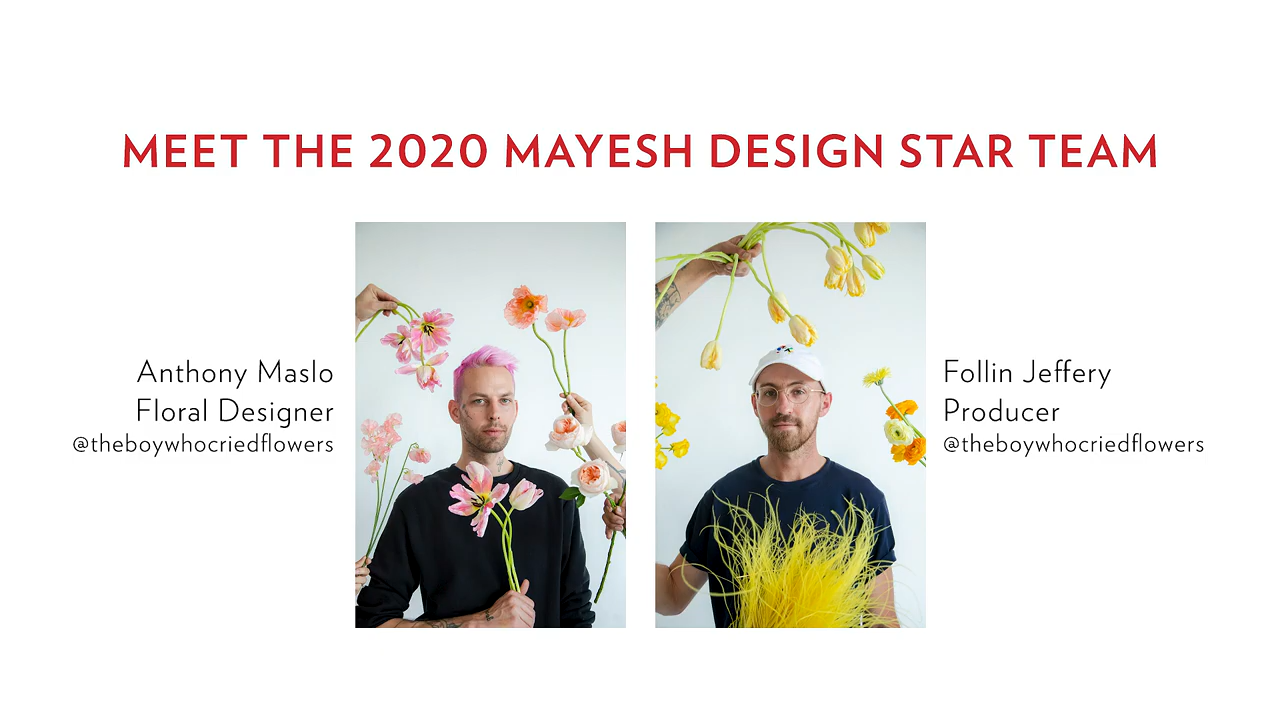 MEET THE 2020 MAYESH DESIGN STAR TEAM
Anthony Maslo
Floral Designer
@theboywhocriedflowers
Follin Jeffery
Producer
@theboywhocriedflowers